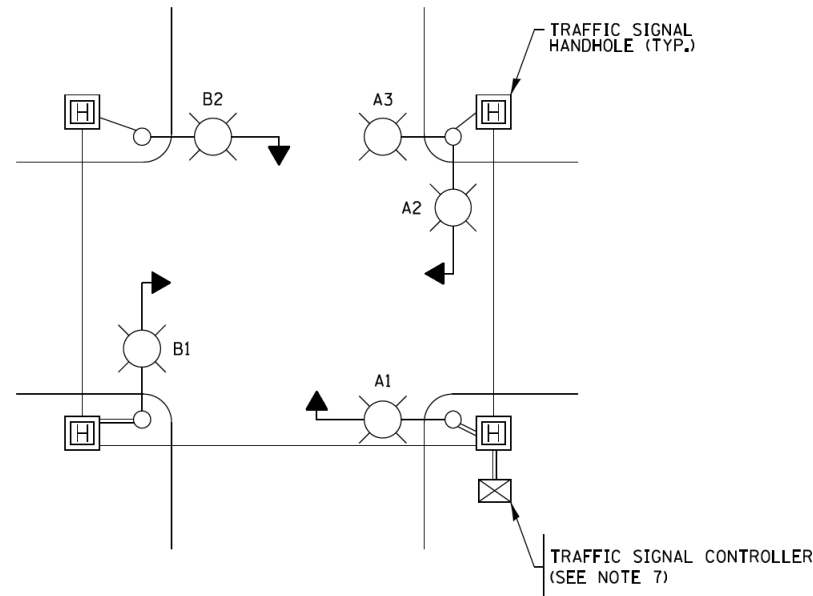 TRAFFIC SIGNAL
HANDHOLE (TYP.)
H
B2
A3
H
A2
B1
A1
H
H
TRAFFIC SIGNAL CONTROLLER
(SEE NOTE 7)